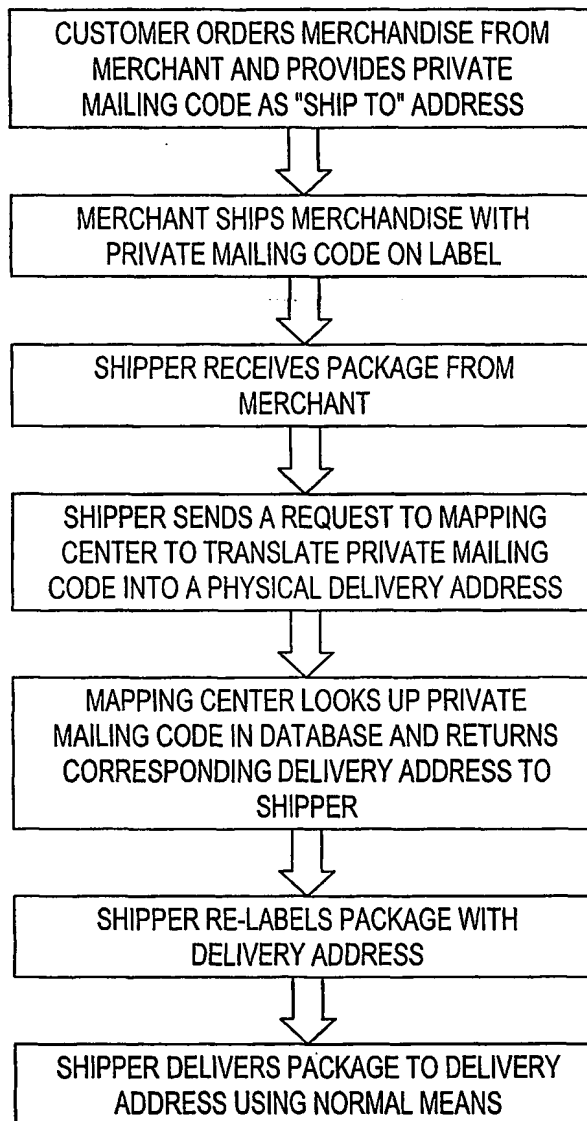 CUSTOMER ORDERS MERCHANDISE FROM
MERCHANT AND PROVIDES PRIVATE
MAILING CODE AS "SHIP TO" ADDRESS
MERCHANT SHIPS MERCHANDISE WITH
PRIVATE MAILING CODE ON LABEL
SHIPPER RECEIVES PACKAGE FROM
MERCHANT
SHIPPER SENDS A REQUEST TO MAPPING
CENTER TO TRANSLATE PRIVATE MAILING
CODE INTO A PHYSICAL DELIVERY ADDRESS
MAPPING CENTER LOOKS UP PRIVATE
MAILING CODE IN DATABASE AND RETURNS
CORRESPONDING DELIVERY ADDRESS TO
SHIPPER
SHIPPER RE-LABELS PACKAGE WITH
DELIVERY ADDRESS
SHIPPER DELIVERS PACKAGE TO DELIVERY
ADDRESS USING NORMAL MEANS